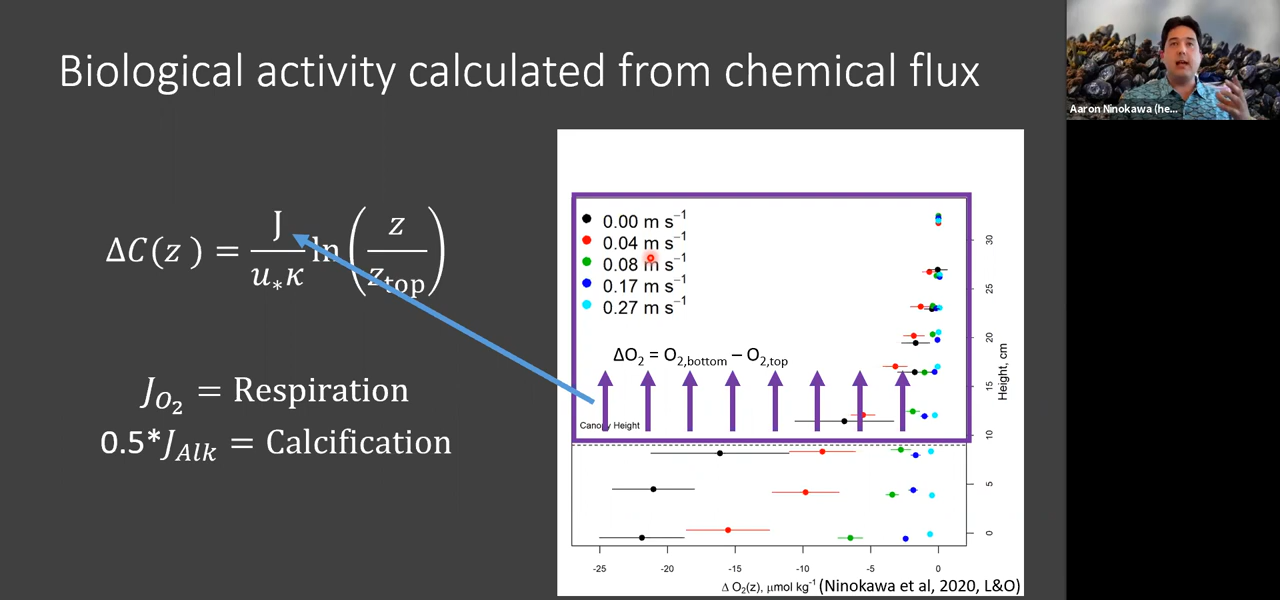 Biological activity calculated from chemical flux
Aaron Ninokawa (he...
ΔC(z) = J / u*κ ln(z / ztop)
JO2 = Respiration
0.5*JAlk = Calcification
0.00 m s−1
0.04 m s−1
0.08 m s−1
0.17 m s−1
0.27 m s−1
ΔO2 = O2,bottom – O2,top
Canopy Height
30
25
20
15
10
5
0
Height, cm
-25 -20 -15 -10 -5 0
Δ O2(z), μmol kg-1 (Ninokawa et al, 2020, L&O)